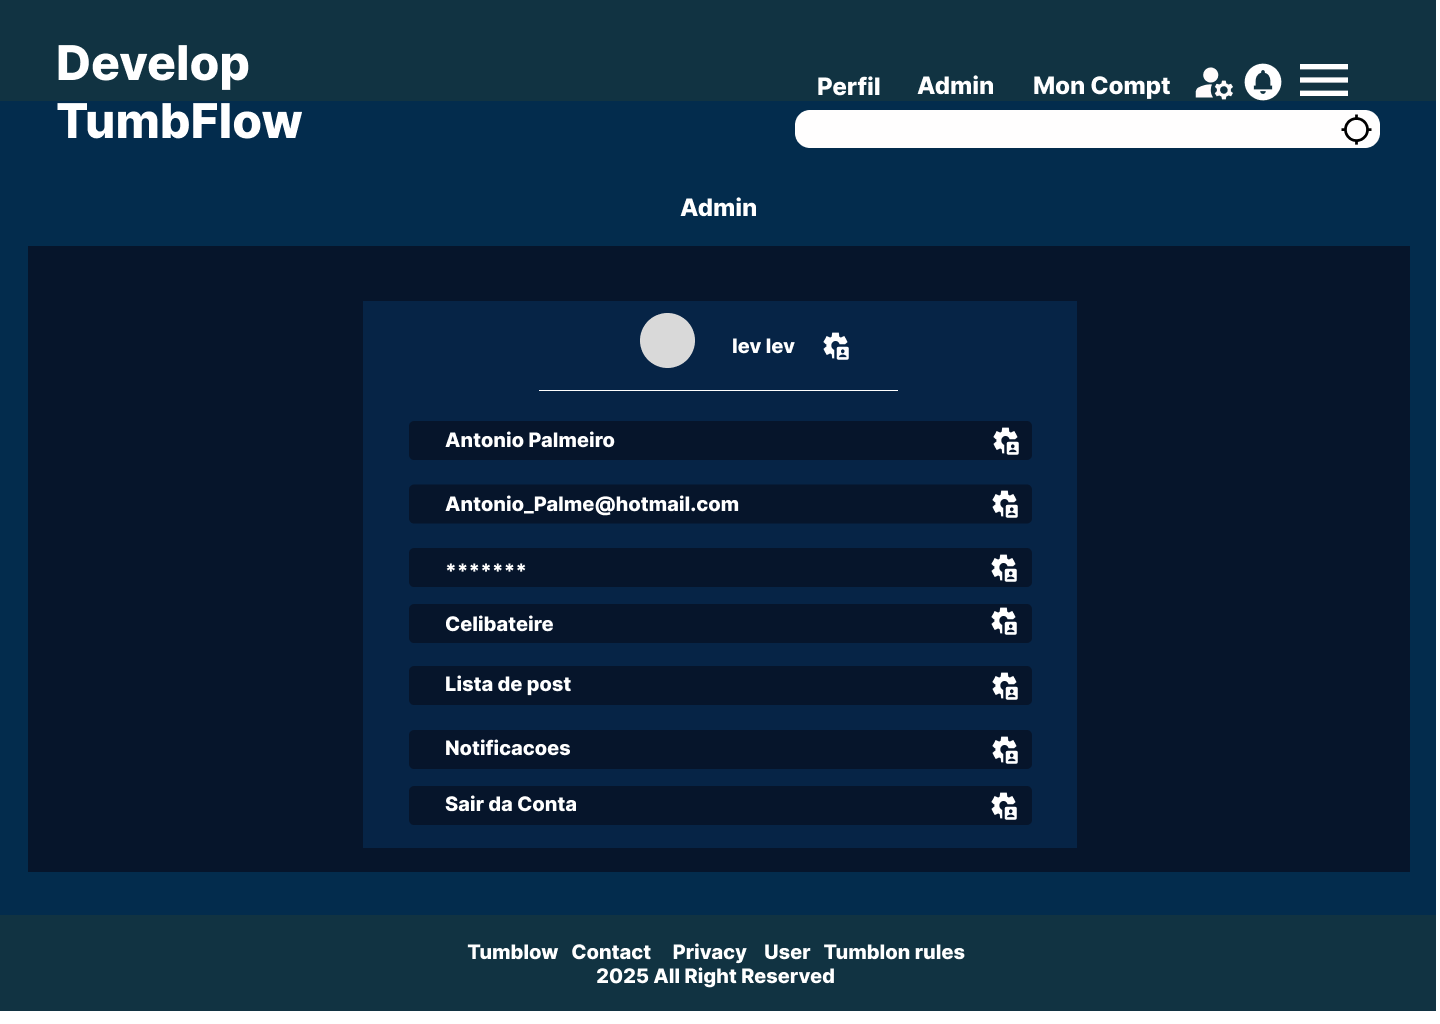 Develop
TumbFlow
Perfil Admin Mon Compt
Admin
lev lev
Antonio Palmeiro
Antonio_Palme@hotmail.com
*******
Celibateire
Lista de post
Notificacoes
Sair da Conta
Tumblow Contact Privacy User Tumblon rules
2025 All Right Reserved